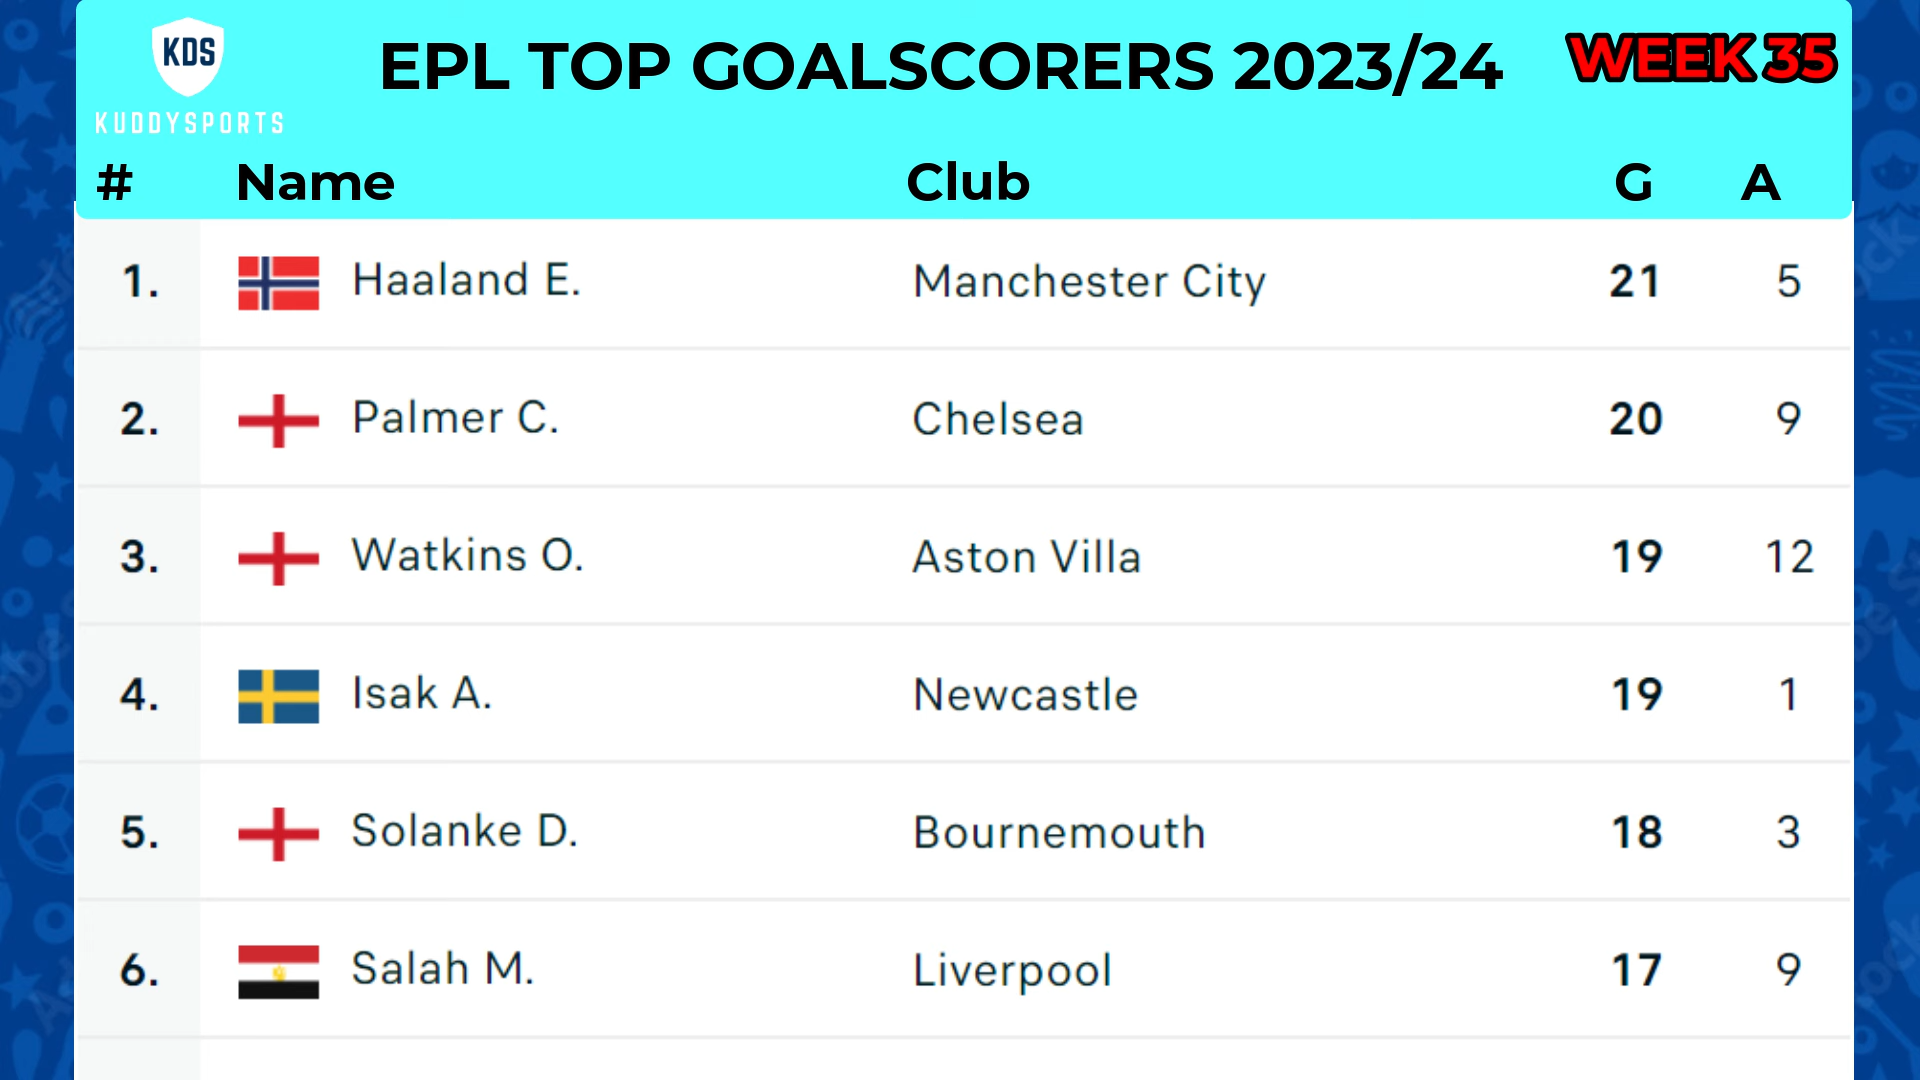 KDS
KUDDYSPORTS
EPL TOP GOALSCORERS 2023/24 WEEK 35
# Name Club G A
1. Haaland E. Manchester City 21 5
2. Palmer C. Chelsea 20 9
3. Watkins O. Aston Villa 19 12
4. Isak A. Newcastle 19 1
5. Solanke D. Bournemouth 18 3
6. Salah M. Liverpool 17 9